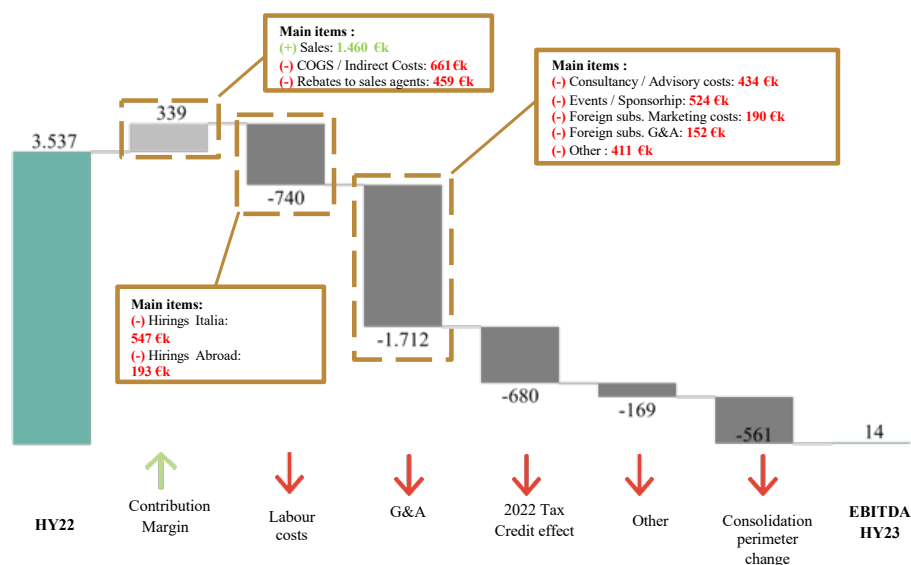 Main items :
(+) Sales: 1.460 €k
(-) COGS / Indirect Costs: 661 €k
(-) Rebates to sales agents: 459 €k
Main items :
(-) Consultancy / Advisory costs: 434 €k
(-) Events / Sponsorhip: 524 €k
(-) Foreign subs. Marketing costs: 190 €k
(-) Foreign subs. G&A: 152 €k
(-) Other : 411 €k
3.537
339
-740
-1.712
-680
-169
-561
14
Main items:
(-) Hirings Italia:
547 €k
(-) Hirings Abroad:
193 €k
HY22
Contribution
Margin
Labour
costs
G&A
2022 Tax
Credit effect
Other
Consolidation
perimeter
change
EBITDA
HY23